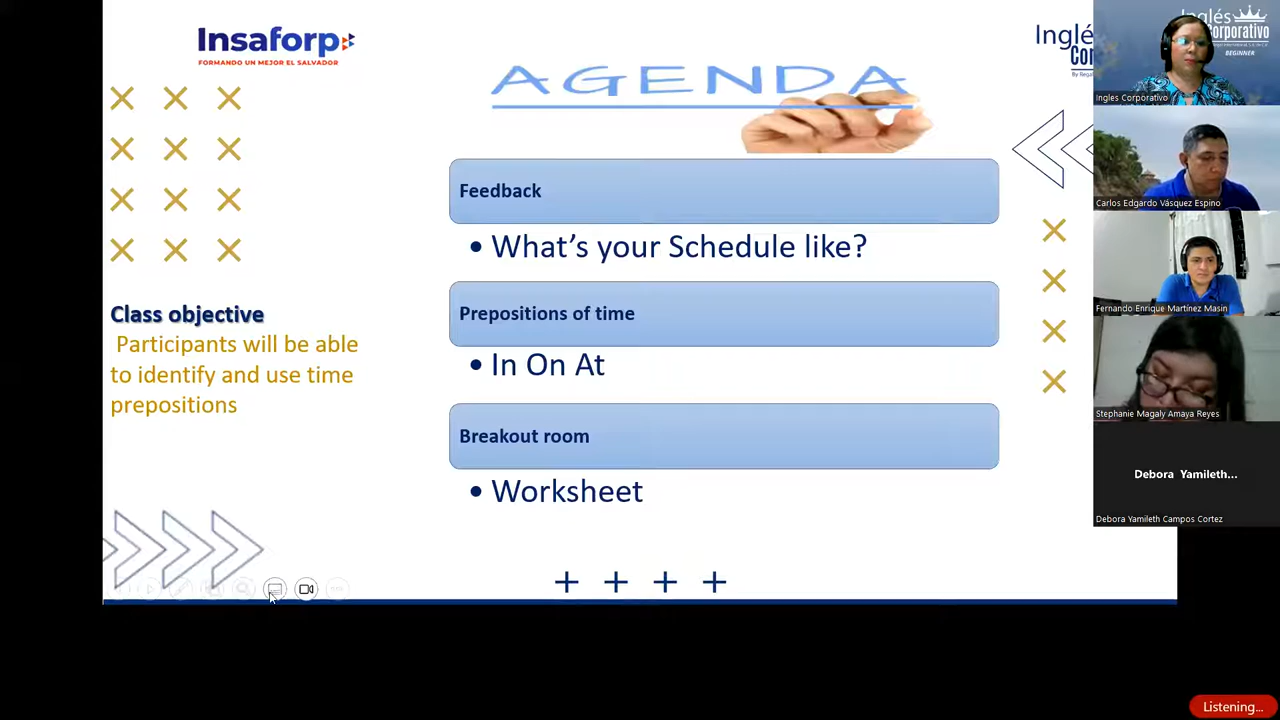 Insaforp
FORMANDO UN MEJOR EL SALVADOR
AGENDA
Inglés
By
Feedback
• What's your Schedule like?
Prepositions of time
• In On At
Breakout room
• Worksheet
Class objective
Participants will be able
to identify and use time
prepositions
Inglés
Corporativo
BEGINNER
Ingles Corporativo
Carlos Edgardo Vásquez Espino
Fernando Enrique Martínez Masin
Stephanie Magaly Amaya Reyes
Debora Yamileth...
Debora Yamileth Campos Cortez
Listening...